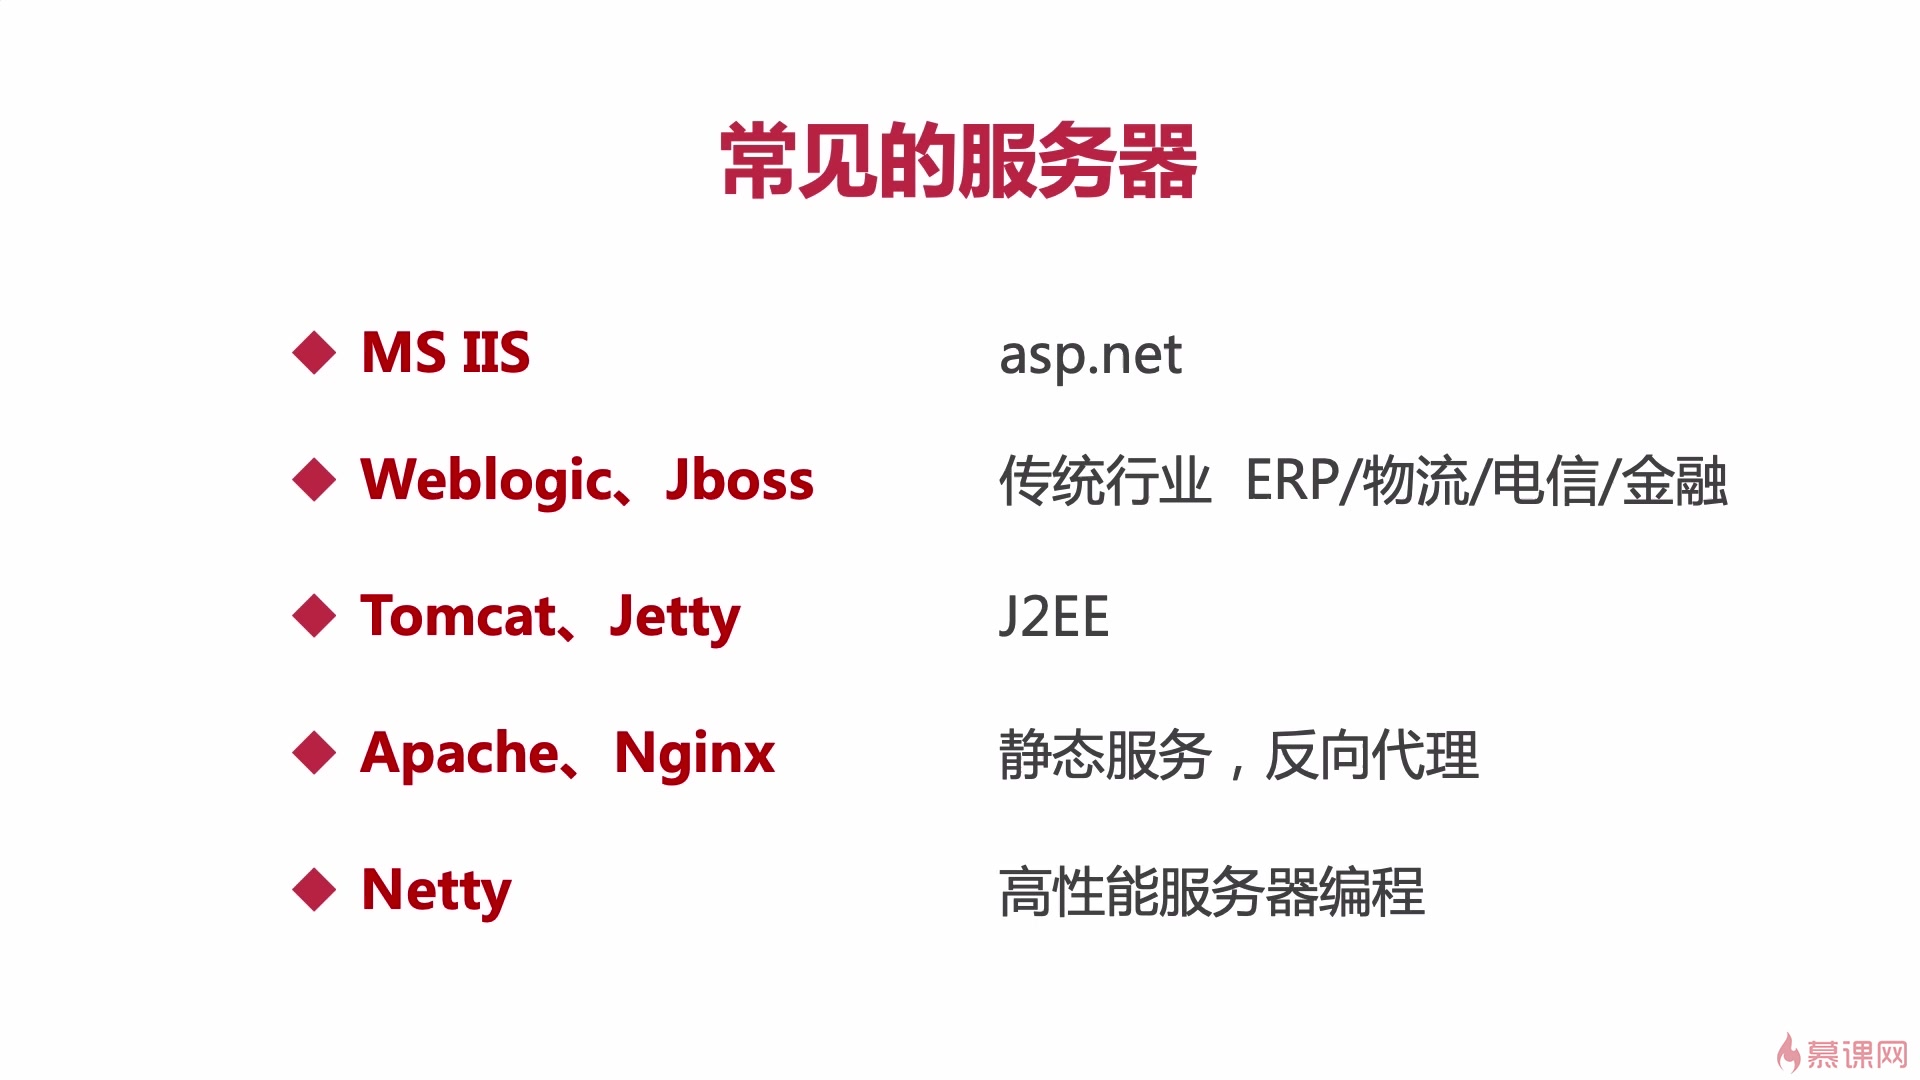 常见的服务器
MS IIS asp.net
Weblogic、Jboss 传统行业 ERP/物流/电信/金融
Tomcat、Jetty J2EE
Apache、Nginx 静态服务，反向代理
Netty 高性能服务器编程
慕课网